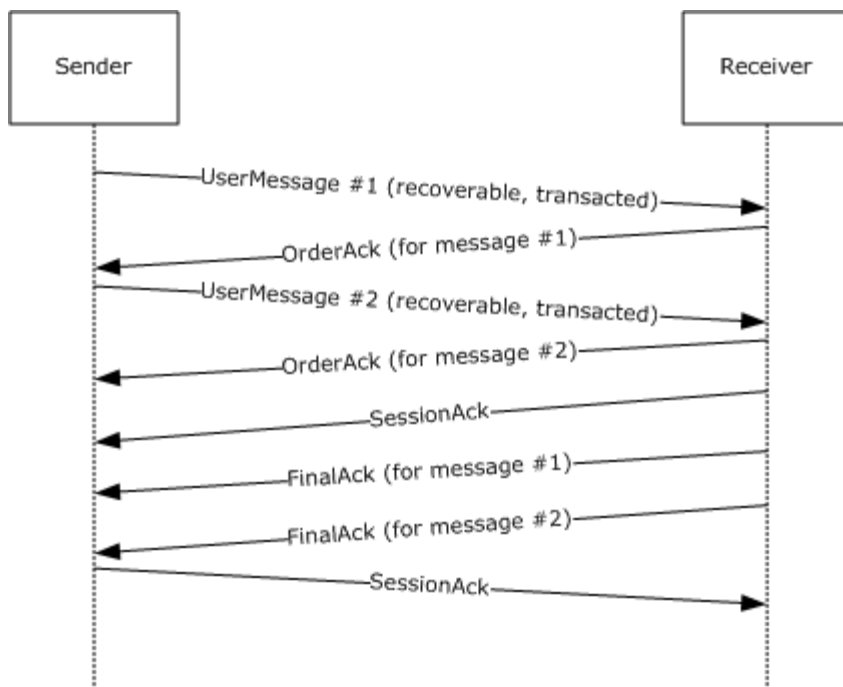 Sender
Receiver
UserMessage #1 (recoverable, transacted)
OrderAck (for message #1)
UserMessage #2 (recoverable, transacted)
OrderAck (for message #2)
SessionAck
FinalAck (for message #1)
FinalAck (for message #2)
SessionAck